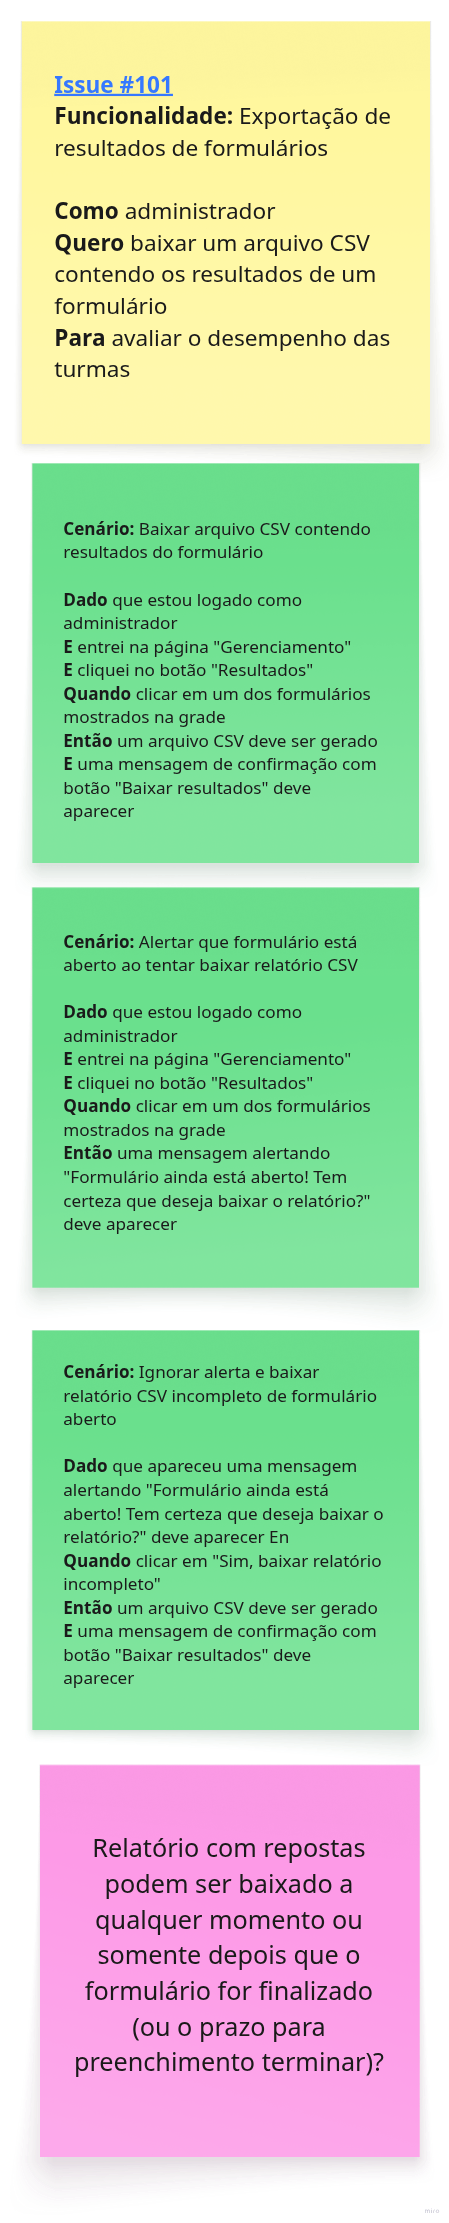 Issue #101
Funcionalidade: Exportação de
resultados de formulários
Como administrador
Quero baixar um arquivo CSV
contendo os resultados de um
formulário
Para avaliar o desempenho das
turmas
Cenário: Baixar arquivo CSV contendo
resultados do formulário
Dado que estou logado como
administrador
E entrei na página "Gerenciamento"
E cliquei no botão "Resultados"
Quando clicar em um dos formulários
mostrados na grade
Então um arquivo CSV deve ser gerado
E uma mensagem de confirmação com
botão "Baixar resultados" deve
aparecer
Cenário: Alertar que formulário está
aberto ao tentar baixar relatório CSV
Dado que estou logado como
administrador
E entrei na página "Gerenciamento"
E cliquei no botão "Resultados"
Quando clicar em um dos formulários
mostrados na grade
Então uma mensagem alertando
"Formulário ainda está aberto! Tem
certeza que deseja baixar o relatório?"
deve aparecer
Cenário: Ignorar alerta e baixar
relatório CSV incompleto de formulário
aberto
Dado que apareceu uma mensagem
alertando "Formulário ainda está
aberto! Tem certeza que deseja baixar o
relatório?" deve aparecer En
Quando clicar em "Sim, baixar relatório
incompleto"
Então um arquivo CSV deve ser gerado
E uma mensagem de confirmação com
botão "Baixar resultados" deve
aparecer
Relatório com repostas
podem ser baixado a
qualquer momento ou
somente depois que o
formulário for finalizado
(ou o prazo para
preenchimento terminar)?
miro